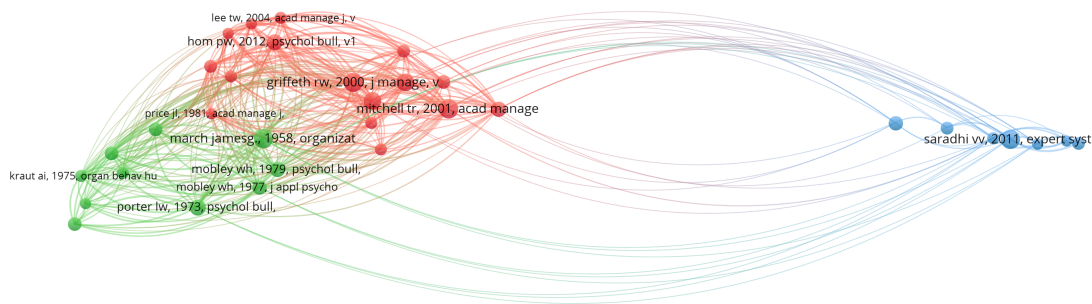 lee tw, 2004, acad manage j, v
hom pw, 2012, psychol bull, v1
griffeth rw, 2000, j manage, v
mitchell tr, 2001, acad manage
price jl, 1981, acad manage j,
march jamesg., 1958, organizat
saradhi vv, 2011, expert syst
mobley wh, 1979, psychol bull,
kraut ai, 1975, organ behav hu
mobley wh, 1977, j appl psycho
porter lw, 1973, psychol bull,